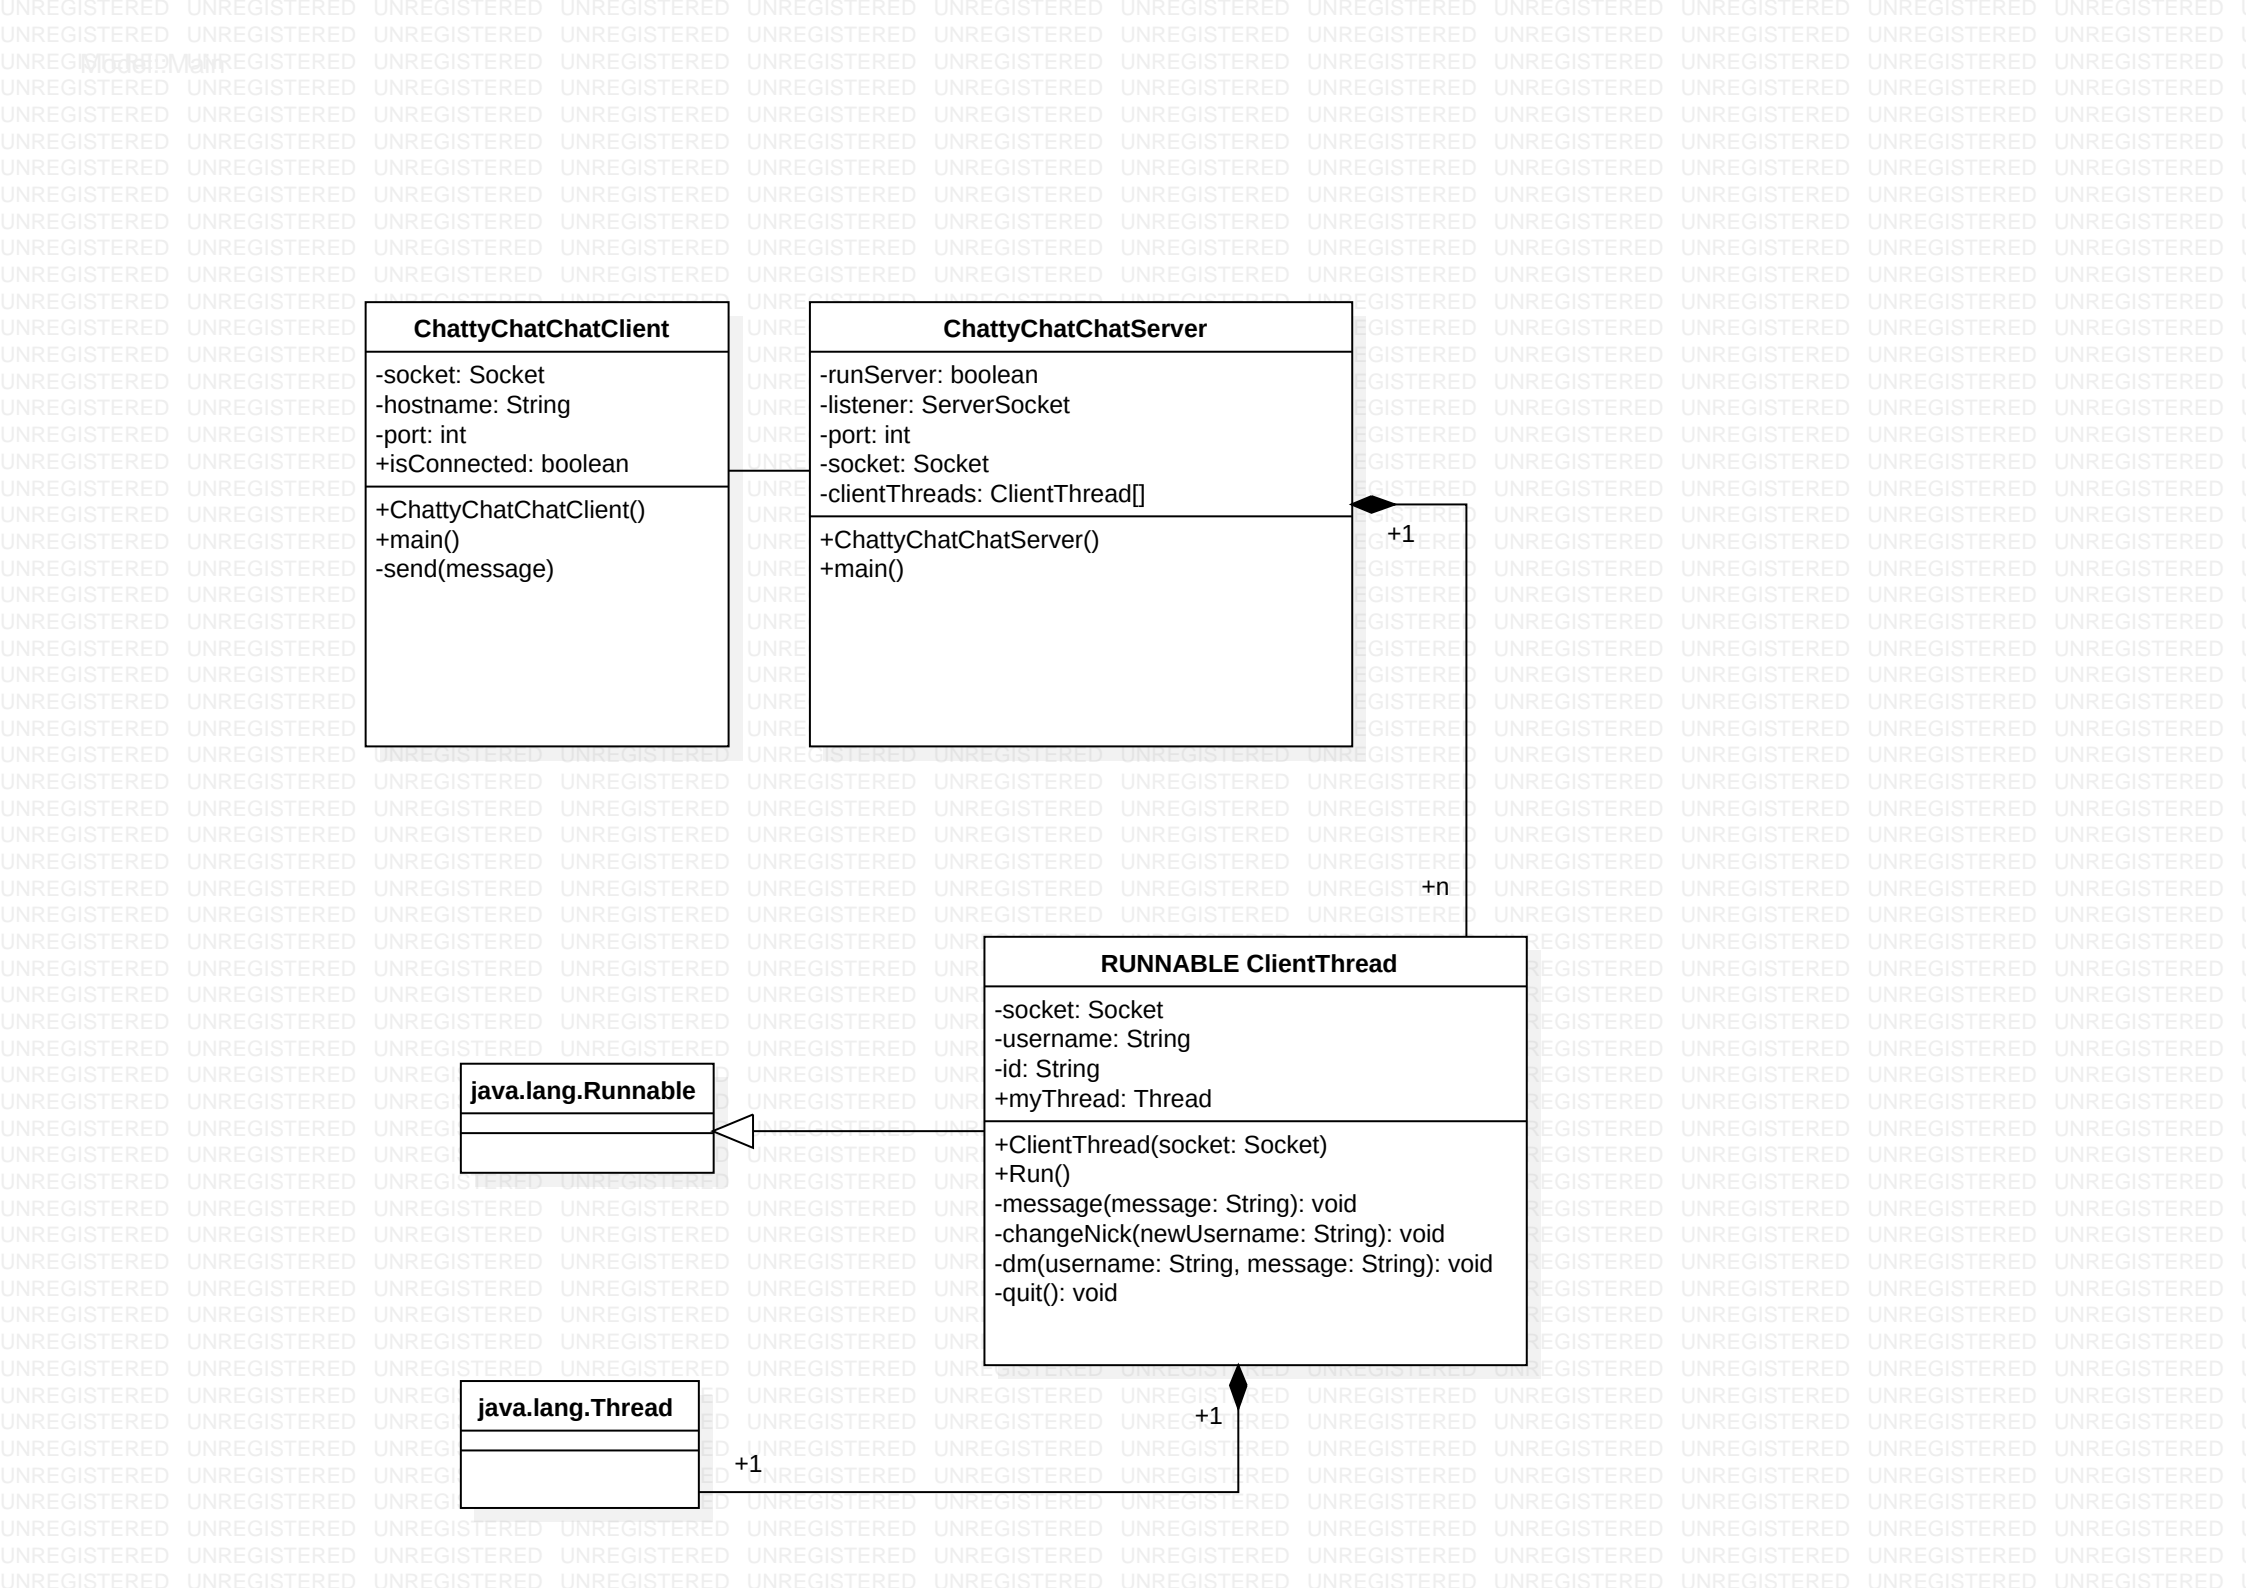 Model::Main
ChattyChatChatClient
-socket: Socket
-hostname: String
-port: int
+isConnected: boolean
+ChattyChatChatClient()
+main()
-send(message)
ChattyChatChatServer
-runServer: boolean
-listener: ServerSocket
-port: int
-socket: Socket
-clientThreads: ClientThread[]
+ChattyChatChatServer()
+main()
+1
+n
RUNNABLE ClientThread
-socket: Socket
-username: String
-id: String
+myThread: Thread
+ClientThread(socket: Socket)
+Run()
-message(message: String): void
-changeNick(newUsername: String): void
-dm(username: String, message: String): void
-quit(): void
java.lang.Runnable
java.lang.Thread
+1
+1
UNREGISTERED